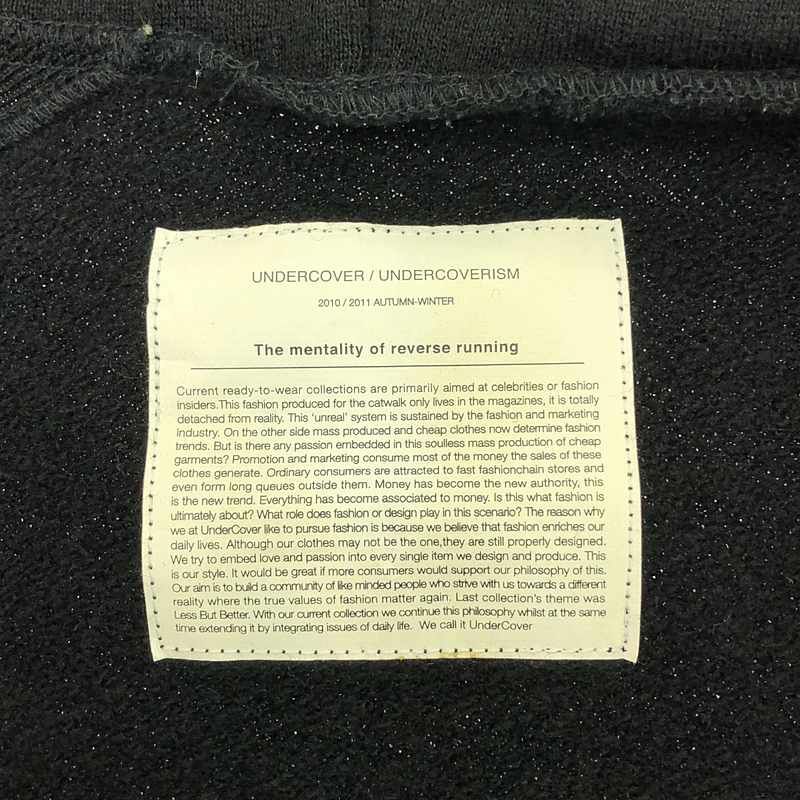 UNDERCOVER / UNDERCOVERISM
2010 / 2011 AUTUMN-WINTER
The mentality of reverse running
Current ready-to-wear collections are primarily aimed at celebrities or fashion
insiders.This fashion produced for the catwalk only lives in the magazines, it is totally
detached from reality. This 'unreal' system is sustained by the fashion and marketing
industry. On the other side mass produced and cheap clothes now determine fashion
trends. But is there any passion embedded in this soulless mass production of cheap
garments? Promotion and marketing consume most of the money the sales of these
clothes generate. Ordinary consumers are attracted to fast fashionchain stores and
even form long queues outside them. Money has become the new authority, this
is the new trend. Everything has become associated to money. Is this what fashion is
ultimately about? What role does fashion or design play in this scenario? The reason why
we at UnderCover like to pursue fashion is because we believe that fashion enriches our
daily lives. Although our clothes may not be the one,they are still properly designed.
We try to embed love and passion into every single item we design and produce. This
is our style. It would be great if more consumers would support our philosophy of this.
Our aim is to build a community of like minded people who strive with us towards a different
reality where the true values of fashion matter again. Last collection's theme was
Less But Better. With our current collection we continue this philosophy whilst at the same
time extending it by integrating issues of daily life. We call it UnderCover